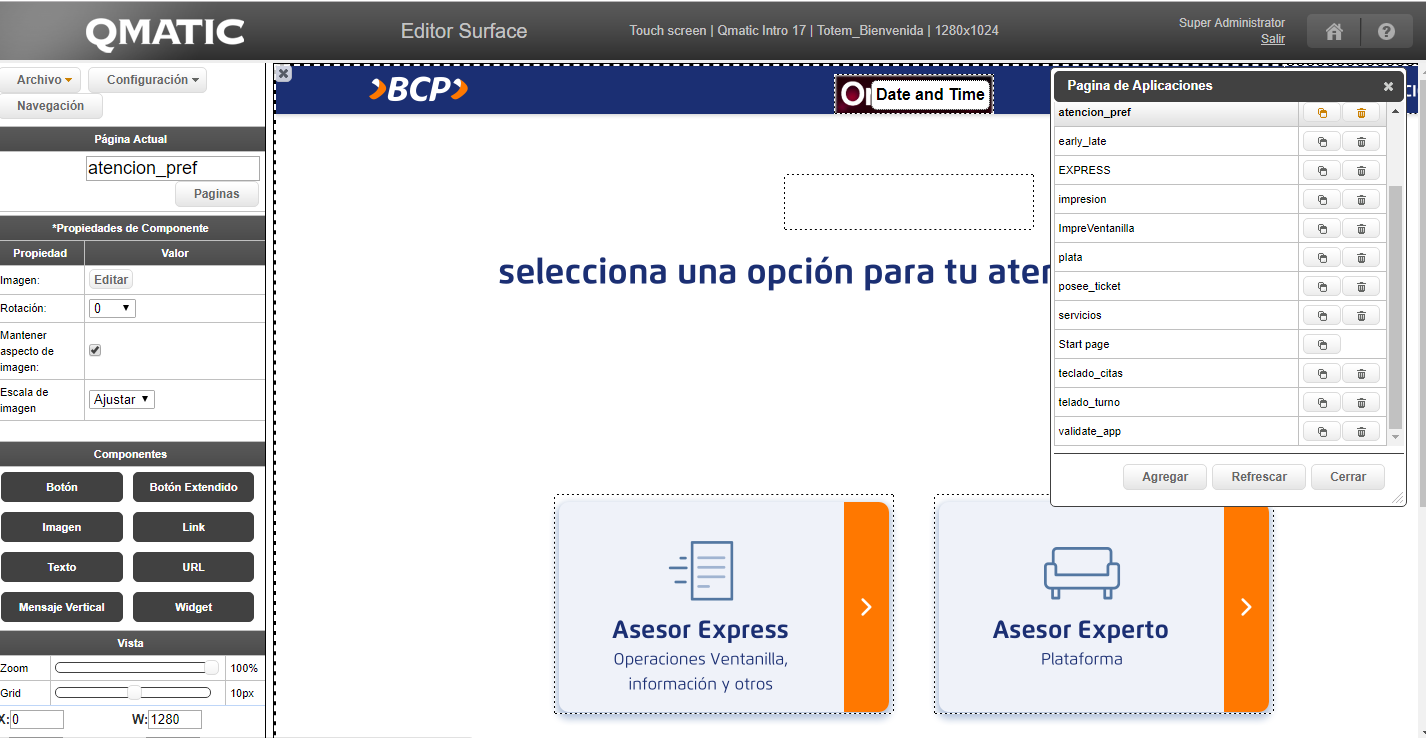 QMATIC
Editor Surface
Touch screen | Qmatic Intro 17 | Totem_Bienvenida | 1280x1024
Super Administrator
Salir
Archivo
Configuración
Navegación
Página Actual
atencion_pref
Paginas
*Propiedades de Componente
Propiedad Valor
Imagen: Editar
Rotación: 0
Mantener
aspecto de
imagen:
Escala de
imagen
Ajustar
Componentes
Botón Botón Extendido
Imagen Link
Texto URL
Mensaje Vertical Widget
Vista
Zoom 100%
Grid 10px
X: 0 W: 1280
BCP
Date and Time
selecciona una opción para tu
Asesor Express
Operaciones Ventanilla,
información y otros
Asesor Experto
Plataforma
Pagina de Aplicaciones
atencion_pref
early_late
EXPRESS
impresion
ImpreVentanilla
plata
posee_ticket
servicios
Start page
teclado_citas
telado_turno
validate_app
Agregar Refrescar Cerrar